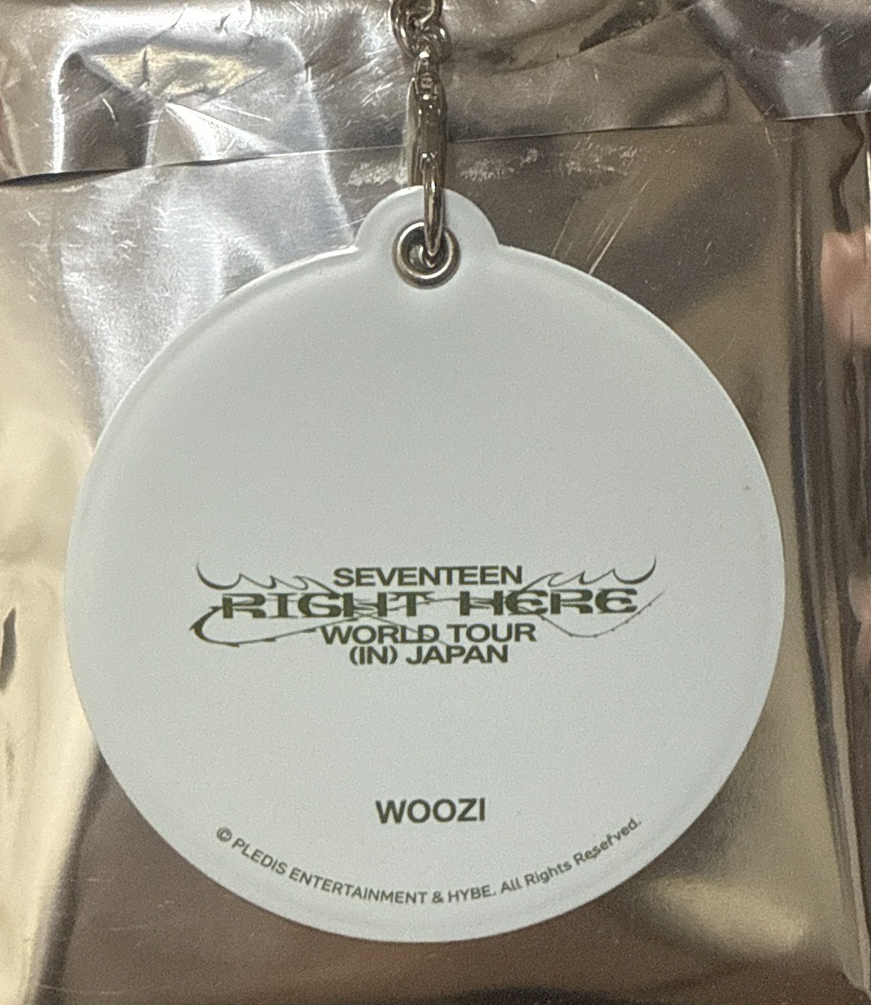 SEVENTEEN
RIGHT HERE
WORLD TOUR
(IN) JAPAN
WOOZI
© PLEDIS ENTERTAINMENT & HYBE. All Rights Reserved.